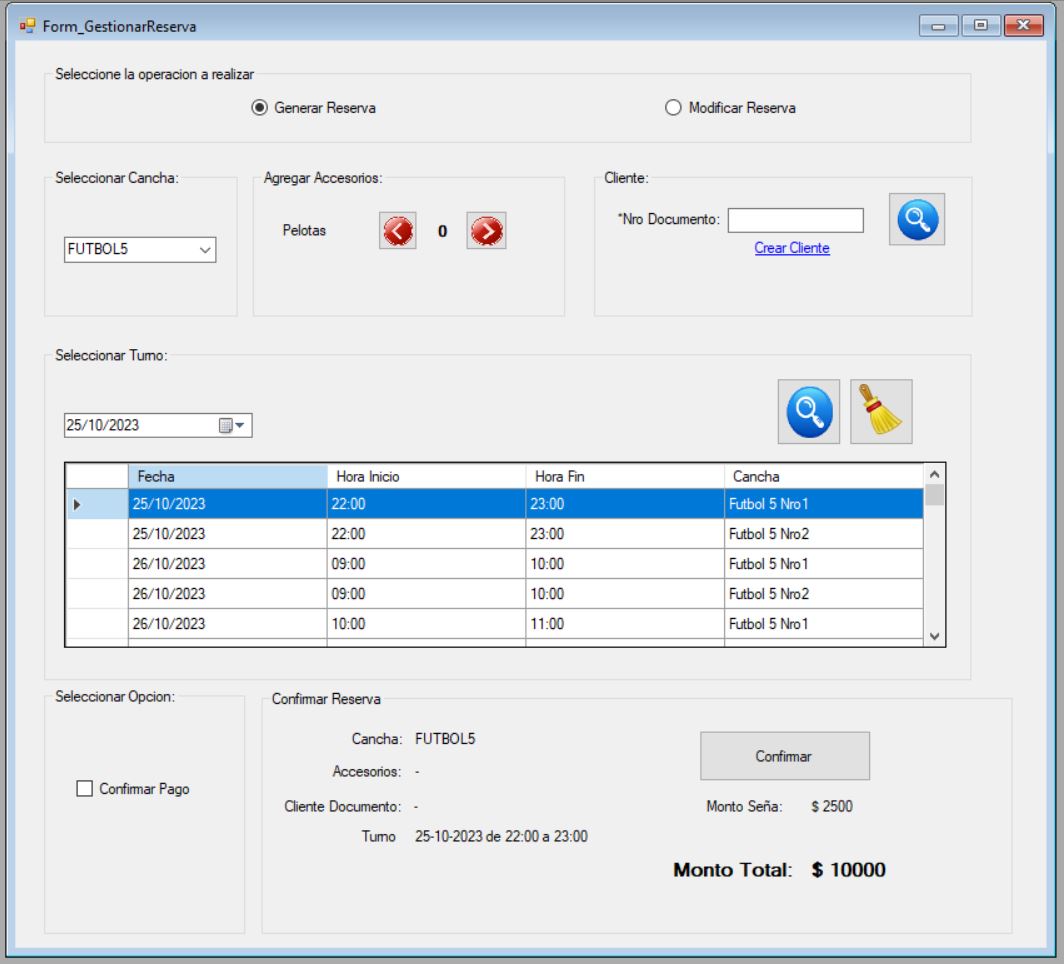 Form_GestionarReserva
Seleccione la operacion a realizar
Generar Reserva
Modificar Reserva
Seleccionar Cancha:
FUTBOL5
Agregar Accesorios:
Pelotas
0
Cliente:
*Nro Documento:
Crear Cliente
Seleccionar Turno:
25/10/2023
Fecha Hora Inicio Hora Fin Cancha
25/10/2023 22:00 23:00 Futbol 5 Nro1
25/10/2023 22:00 23:00 Futbol 5 Nro2
26/10/2023 09:00 10:00 Futbol 5 Nro1
26/10/2023 09:00 10:00 Futbol 5 Nro2
26/10/2023 10:00 11:00 Futbol 5 Nro1
Seleccionar Opcion:
Confirmar Pago
Confirmar Reserva
Cancha: FUTBOL5
Accesorios: -
Cliente Documento: -
Turno 25-10-2023 de 22:00 a 23:00
Confirmar
Monto Seña: $ 2500
Monto Total: $ 10000